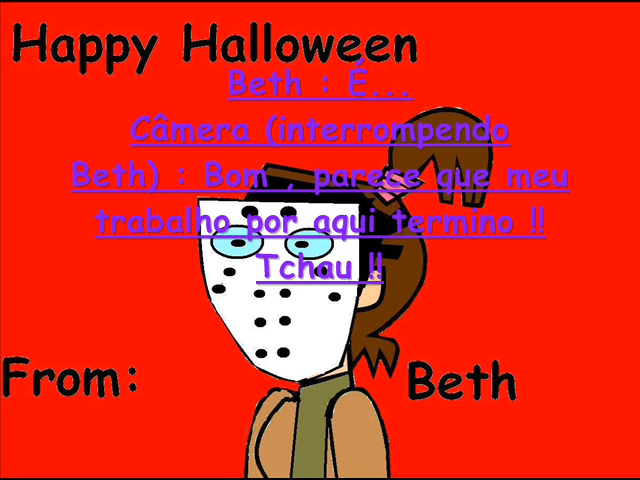 Happy Halloween
Beth : É...
Câmera (interrompendo
Beth) : Bom , parece que meu
trabalho por aqui termino !!
Tchau !!
From:
Beth